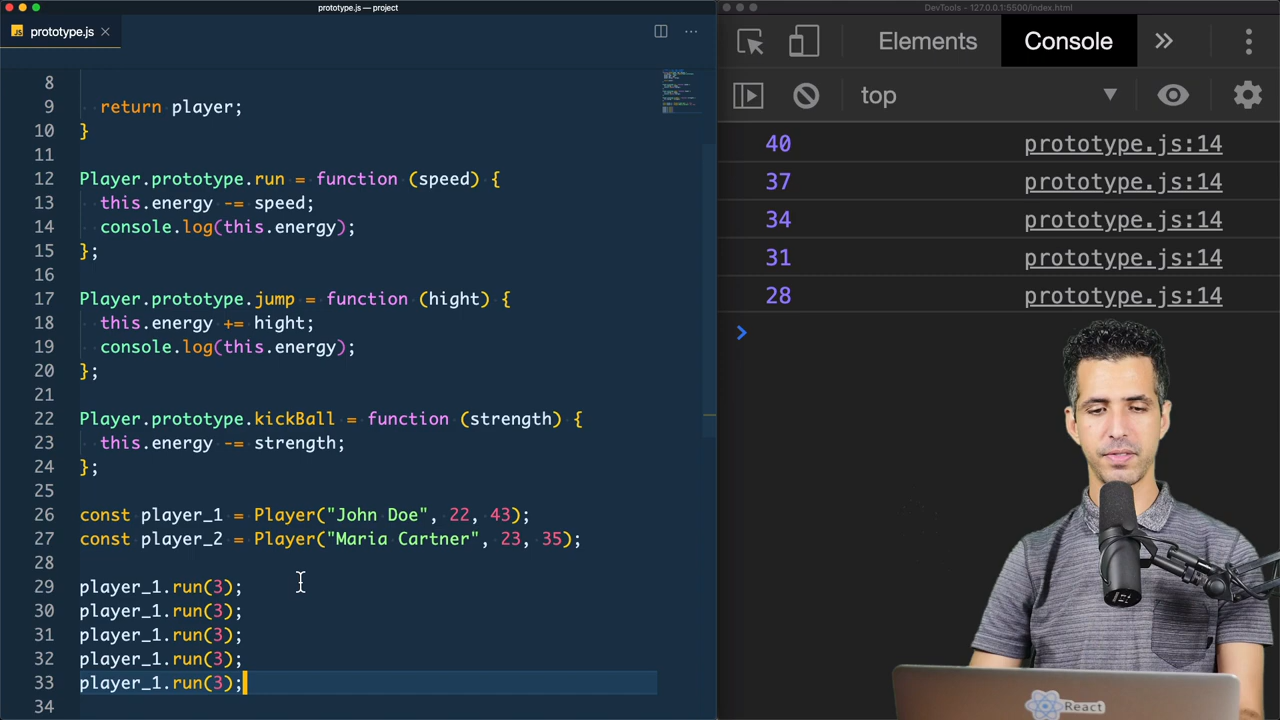 prototype.js — project
DevTools - 127.0.0.1:5500/index.html
JS prototype.js ×
Elements Console »
top
8
9 return player;
10 }
11
12 Player.prototype.run = function (speed) {
13 this.energy -= speed;
14 console.log(this.energy);
15 };
16
17 Player.prototype.jump = function (hight) {
18 this.energy += hight;
19 console.log(this.energy);
20 };
21
22 Player.prototype.kickBall = function (strength) {
23 this.energy -= strength;
24 };
25
26 const player_1 = Player("John Doe", 22, 43);
27 const player_2 = Player("Maria Cartner", 23, 35);
28
29 player_1.run(3);
30 player_1.run(3);
31 player_1.run(3);
32 player_1.run(3);
33 player_1.run(3);
34
40 prototype.js:14
37 prototype.js:14
34 prototype.js:14
31 prototype.js:14
28 prototype.js:14
React